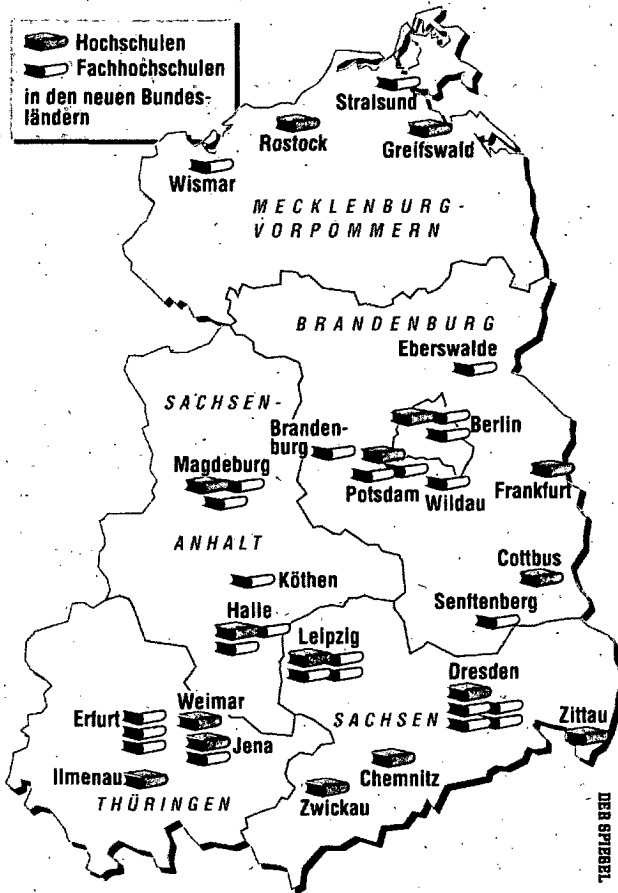 Hochschulen
Fachhochschulen
in den neuen Bundes-
ländern
Stralsund
Rostock
Greifswald
Wismar
MECKLENBURG-
VORPOMMERN
BRANDENBURG
Eberswalde
SACHSEN-
Berlin
Branden-
burg
Magdeburg
Potsdam
Wildau
Frankfurt
ANHALT
Cottbus
Köthen
Senftenberg
Halle
Leipzig
Dresden
Weimar
Erfurt
SACHSEN
Zittau
Jena
Ilmenau
Chemnitz
THÜRINGEN
Zwickau
DER SPIEGEL